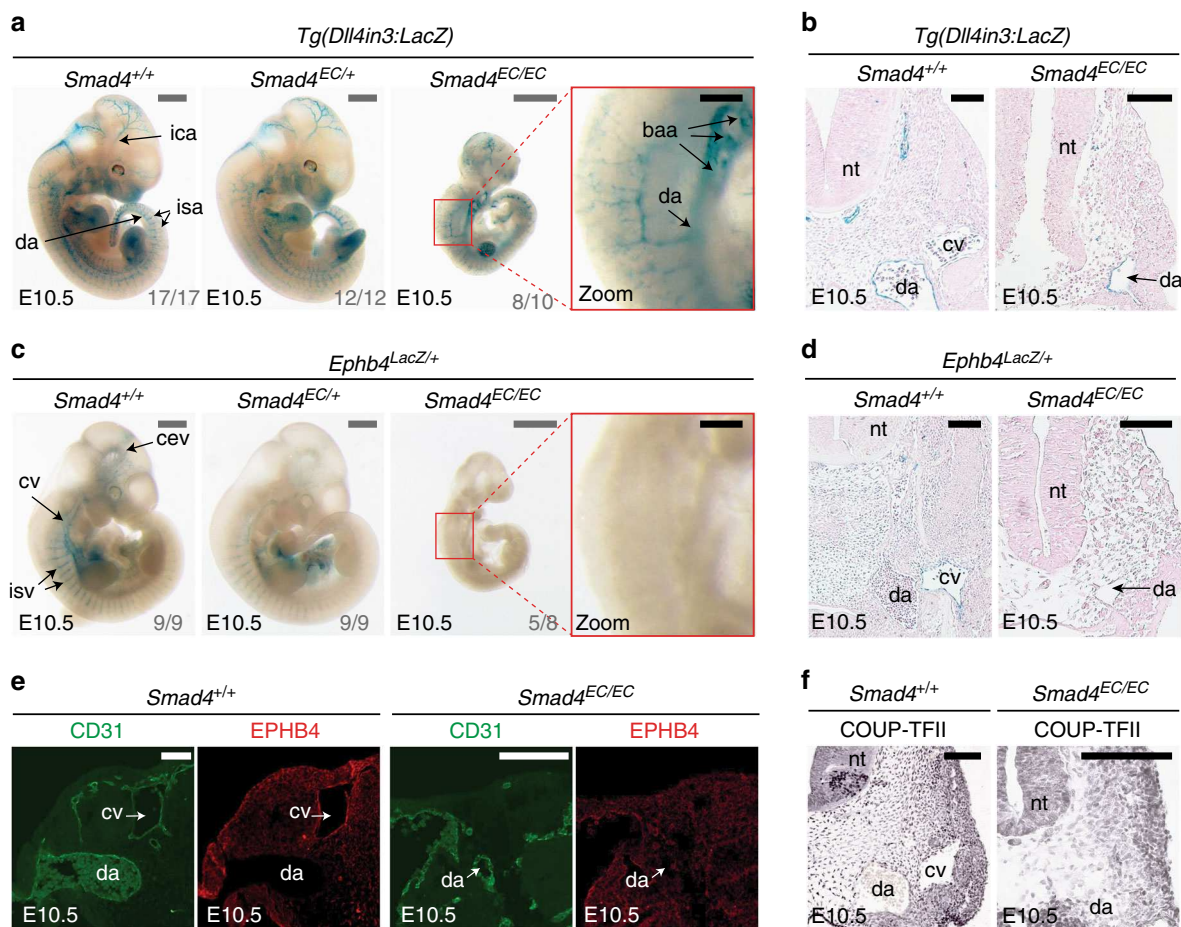 a
Tg(Dll4in3:LacZ)
Smad4+/+
Smad4EC/+
Smad4EC/EC
ica
isa
da
E10.5
17/17
E10.5
12/12
E10.5
8/10
baa
da
Zoom
b
Tg(Dll4in3:LacZ)
Smad4+/+
Smad4EC/EC
nt
cv
da
E10.5
nt
da
E10.5
c
Ephb4LacZ/+
Smad4+/+
Smad4EC/+
Smad4EC/EC
cev
cv
isv
E10.5
9/9
E10.5
9/9
E10.5
5/8
Zoom
d
Ephb4LacZ/+
Smad4+/+
Smad4EC/EC
nt
cv
da
E10.5
nt
da
E10.5
e
Smad4+/+
Smad4EC/EC
CD31
EPHB4
CD31
EPHB4
cv
da
E10.5
cv
da
da
E10.5
da
f
Smad4+/+
Smad4EC/EC
COUP-TFII
COUP-TFII
nt
cv
da
E10.5
nt
da
E10.5